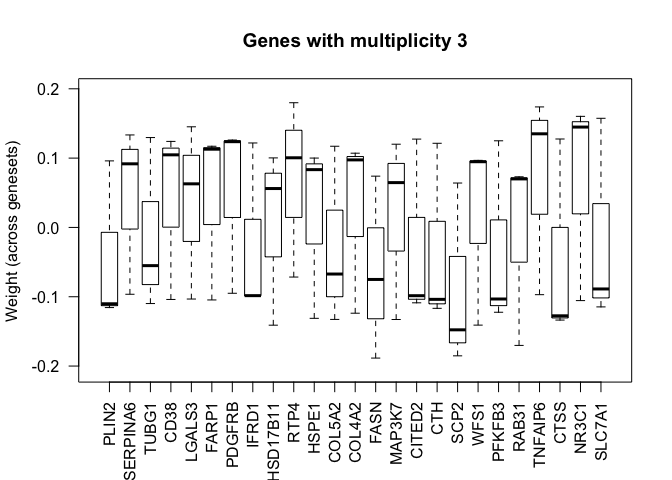 Genes with multiplicity 3
Weight (across genesets)
0.2
0.1
0.0
-0.1
-0.2
PLIN2
SERPINA6
TUBG1
CD38
LGALS3
FARP1
PDGFRB
IFRD1
HSD17B11
RTP4
HSPE1
COL5A2
COL4A2
FASN
MAP3K7
CITED2
CTH
SCP2
WFS1
PFKFB3
RAB31
TNFAIP6
CTSS
NR3C1
SLC7A1